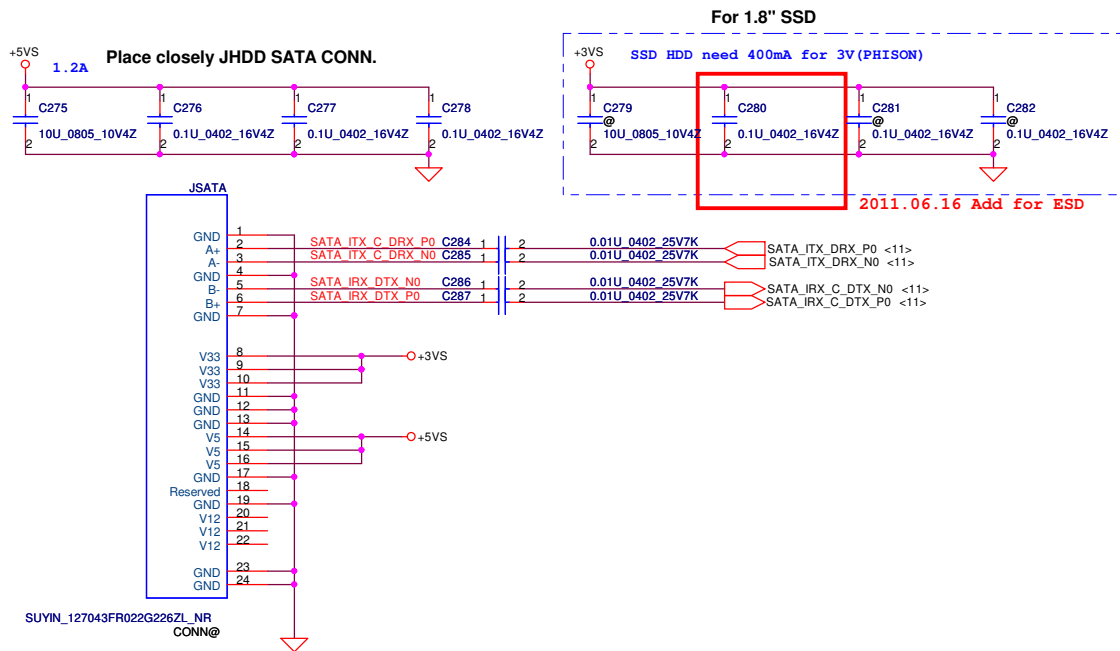 For 1.8" SSD
+5VS
1.2A
Place closely JHDD SATA CONN.
+3VS
SSD HDD need 400mA for 3V(PHISON)
1 C275 10U_0805_10V4Z 2
1 C276 0.1U_0402_16V4Z 2
1 C277 0.1U_0402_16V4Z 2
1 C278 0.1U_0402_16V4Z 2
1 C279 @ 10U_0805_10V4Z 2
1 C280 0.1U_0402_16V4Z 2
1 C281 @ 0.1U_0402_16V4Z 2
1 C282 @ 0.1U_0402_16V4Z 2
2011.06.16 Add for ESD
JSATA
GND 1
A+ 2 SATA_ITX_C_DRX_P0 C284 1 2 0.01U_0402_25V7K SATA_ITX_DRX_P0 <11>
A- 3 SATA_ITX_C_DRX_N0 C285 1 2 0.01U_0402_25V7K SATA_ITX_DRX_N0 <11>
GND 4
B- 5 SATA_IRX_DTX_N0 C286 1 2 0.01U_0402_25V7K SATA_IRX_C_DTX_N0 <11>
B+ 6 SATA_IRX_DTX_P0 C287 1 2 0.01U_0402_25V7K SATA_IRX_C_DTX_P0 <11>
GND 7
V33 8 +3VS
V33 9
V33 10
GND 11
GND 12
GND 13
V5 14 +5VS
V5 15
V5 16
GND 17
Reserved 18
GND 19
V12 20
V12 21
V12 22
GND 23
GND 24
SUYIN_127043FR022G226ZL_NR
CONN@